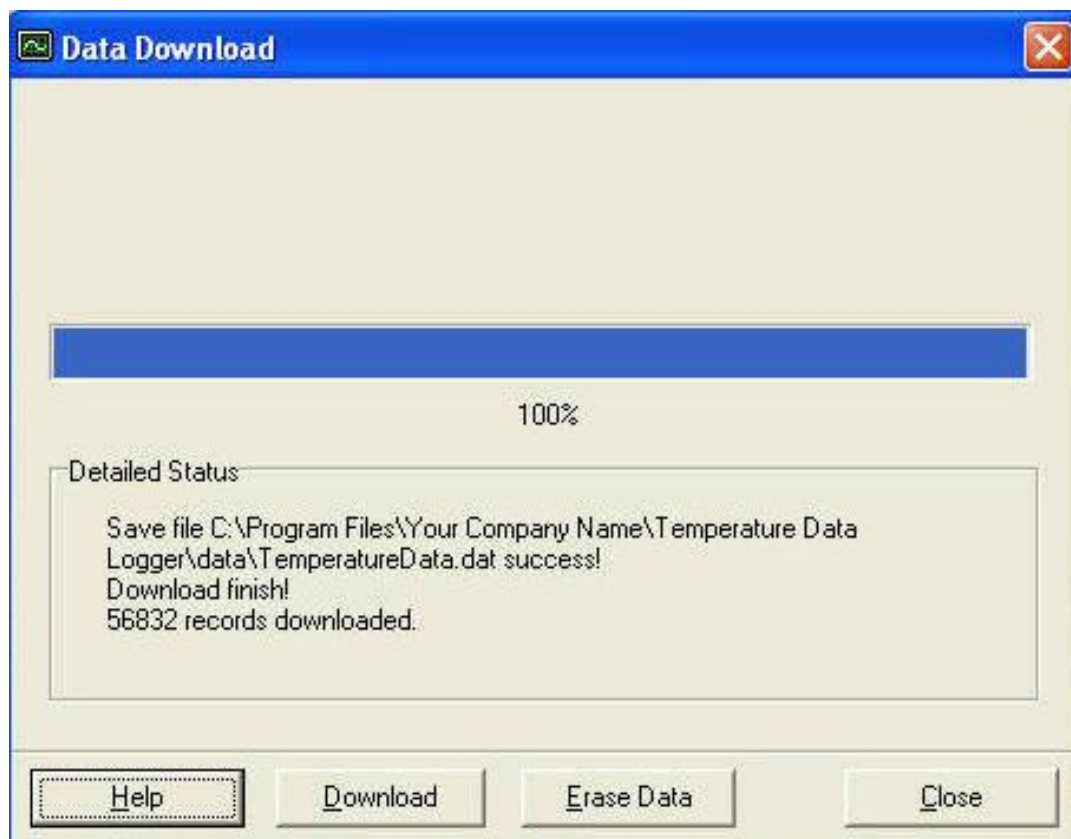 Data Download
100%
Detailed Status
Save file C:\Program Files\Your Company Name\Temperature Data
Logger\data\TemperatureData.dat success!
Download finish!
56832 records downloaded.
Help
Download
Erase Data
Close